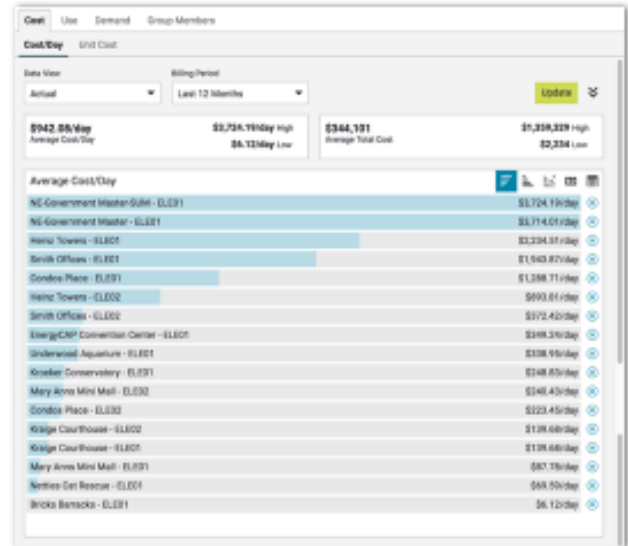 Cost Use Demand Group Members
Cost/Day Unit Cost
Data View Billing Period
Actual Last 12 Months Update
$942.08/day $3,724.19/day High $344,101 $1,359,329 High
Average Cost/Day $6.12/day Low Average Total Cost $2,234 Low
Average Cost/Day
NE-Government Master-SUM - ELE01 $3,724.19/day
NE-Government Master - ELE01 $3,714.01/day
Heinz Towers - ELE01 $2,234.51/day
Smith Offices - ELE01 $1,943.87/day
Condos Place - ELE01 $1,288.71/day
Heinz Towers - ELE02 $893.81/day
Smith Offices - ELE02 $372.42/day
EnergyCAP Convention Center - ELE01 $349.24/day
Underwood Aquarium - ELE01 $338.95/day
Kroeker Conservatory - ELE01 $248.83/day
Mary Anns Mini Mall - ELE02 $240.43/day
Condos Place - ELE02 $223.45/day
Kraige Courthouse - ELE02 $139.68/day
Kraige Courthouse - ELE01 $139.68/day
Mary Anns Mini Mall - ELE01 $87.78/day
Netties Cat Rescue - ELE01 $69.50/day
Bricks Barracks - ELE01 $6.12/day